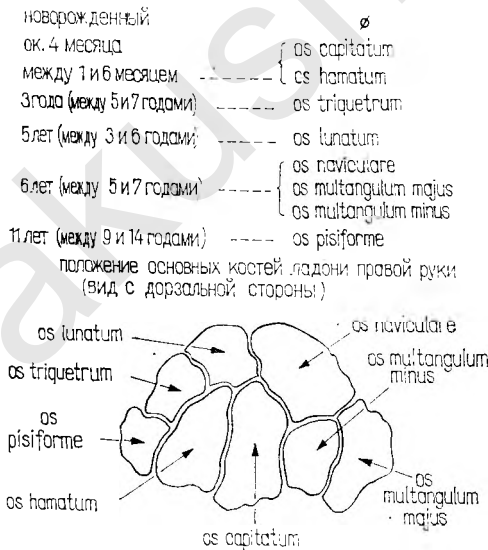 новорожденный ø
ок. 4 месяца os capitatum
между 1 и 6 месяцем ------ os hamatum
3 года (между 5 и 7 годами) ----- os triquetrum
5 лет (между 3 и 6 годами) ----- os lunatum
os naviculare
6 лет (между 5 и 7 годами) ----- os multangulum majus
os multangulum minus
11 лет (между 9 и 14 годами) ---- os pisiforme
положение основных костей ладони правой руки
(вид с дорзальной стороны)
os lunatum
os naviculare
os triquetrum
os multangulum
minus
os
pisiforme
os hamatum
os
multangulum
majus
os capitatum